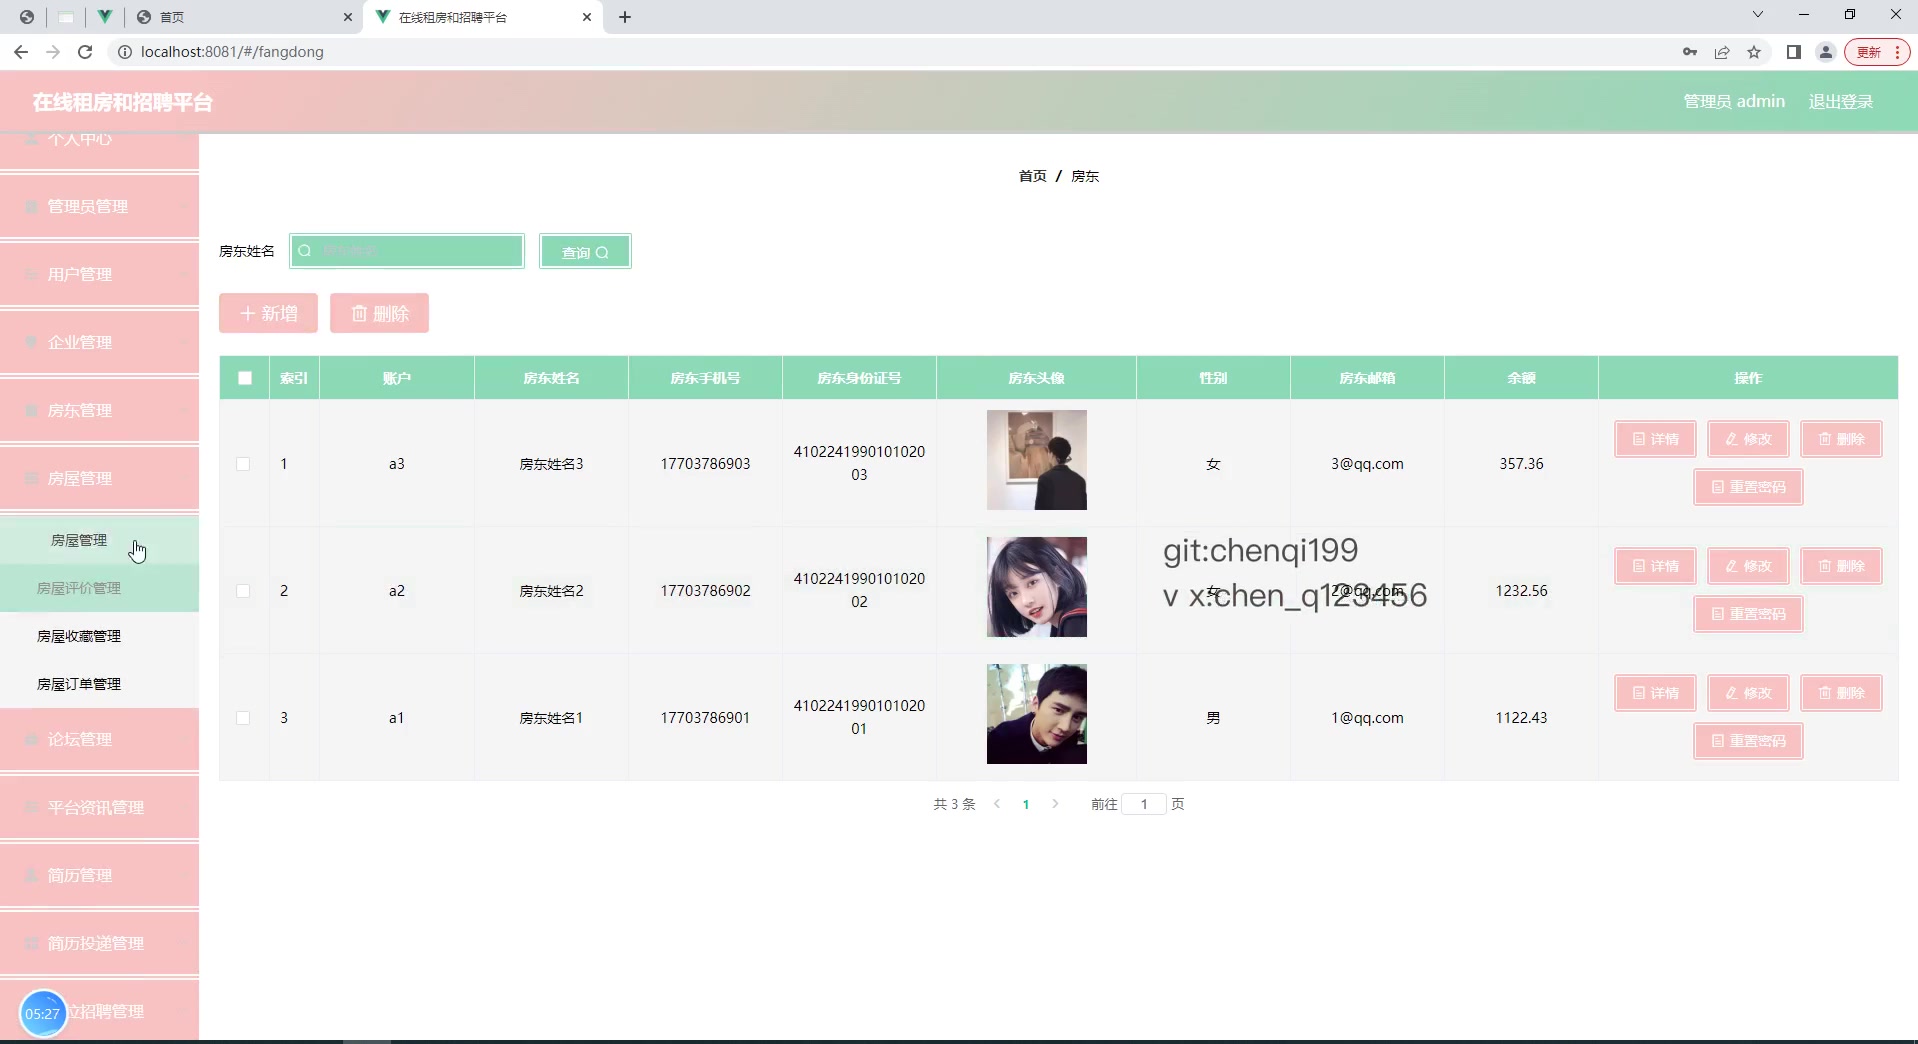 首页
在线租房和招聘平台
localhost:8081/#/fangdong
更新
在线租房和招聘平台
管理员 admin
退出登录
个人中心
管理员管理
用户管理
企业管理
房东管理
房屋管理
房屋管理
房屋评价管理
房屋收藏管理
房屋订单管理
论坛管理
平台资讯管理
简历管理
简历投递管理
位招聘管理
05:27
首页 / 房东
房东姓名
房东姓名
查询
新增
删除
索引 账户 房东姓名 房东手机号 房东身份证号 房东头像 性别 房东邮箱 余额 操作
1 a3 房东姓名3 17703786903 410224199010102003 女 3@qq.com 357.36 详情 修改 删除
重置密码
2 a2 房东姓名2 17703786902 410224199010102002 女 2@qq.com 1232.56 详情 修改 删除
重置密码
3 a1 房东姓名1 17703786901 410224199010102001 男 1@qq.com 1122.43 详情 修改 删除
重置密码
git:chenqi199
v x:chen_q123456
共 3 条
1
前往 1 页